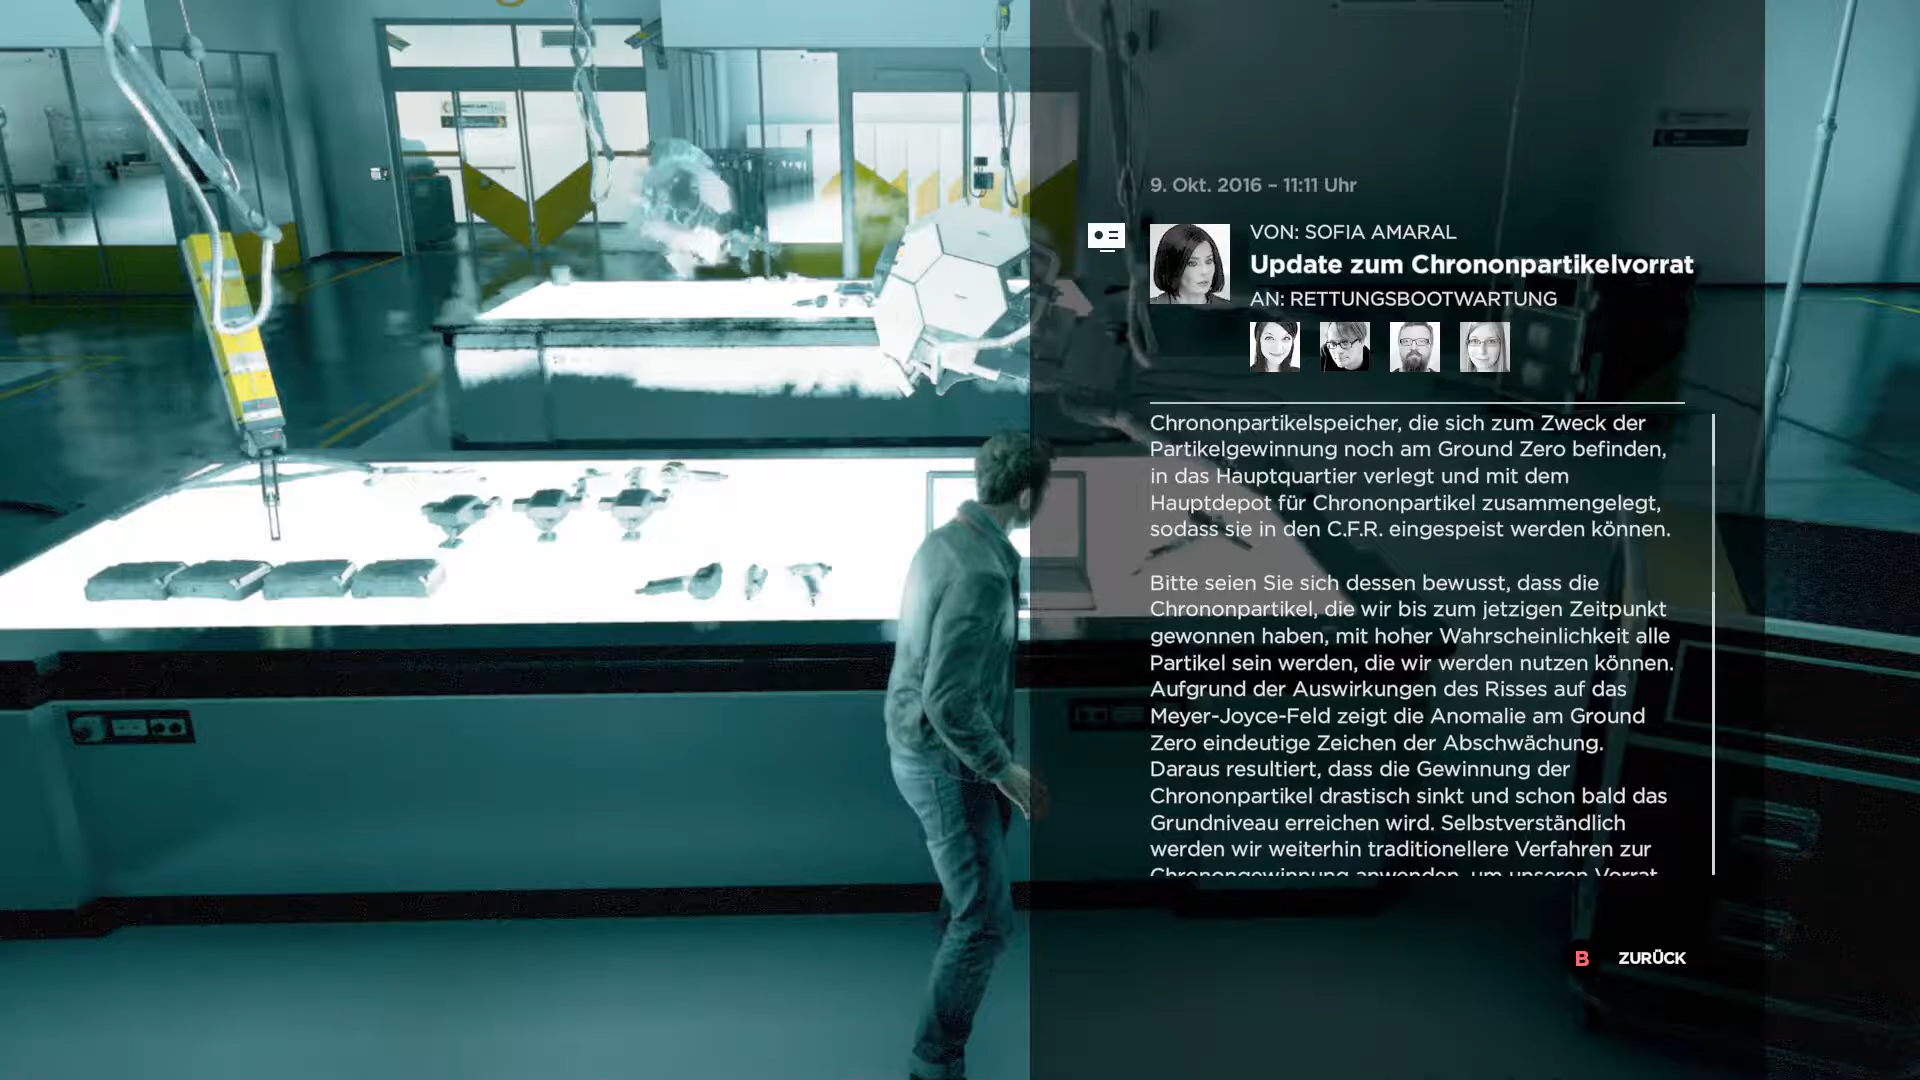 9. Okt. 2016 – 11:11 Uhr
VON: SOFIA AMARAL
Update zum Chrononpartikelvorrat
AN: RETTUNGSBOOTWARTUNG
Chrononpartikelspeicher, die sich zum Zweck der
Partikelgewinnung noch am Ground Zero befinden,
in das Hauptquartier verlegt und mit dem
Hauptdepot für Chrononpartikel zusammengelegt,
sodass sie in den C.F.R. eingespeist werden können.
Bitte seien Sie sich dessen bewusst, dass die
Chrononpartikel, die wir bis zum jetzigen Zeitpunkt
gewonnen haben, mit hoher Wahrscheinlichkeit alle
Partikel sein werden, die wir werden nutzen können.
Aufgrund der Auswirkungen des Risses auf das
Meyer-Joyce-Feld zeigt die Anomalie am Ground
Zero eindeutige Zeichen der Abschwächung.
Daraus resultiert, dass die Gewinnung der
Chrononpartikel drastisch sinkt und schon bald das
Grundniveau erreichen wird. Selbstverständlich
werden wir weiterhin traditionellere Verfahren zur
Chronongewinnung anwenden, um unseren Vorrat
B ZURÜCK